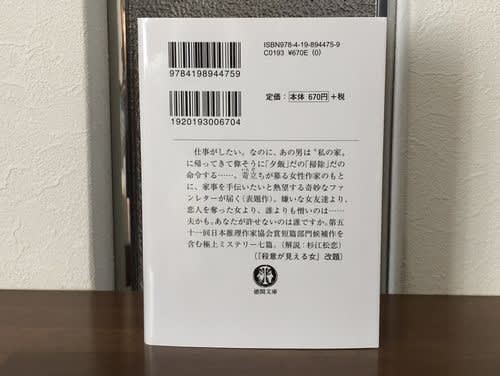 ISBN978-4-19-894475-9
C0193 ¥670E (0)
9784198944759
定価： 本体 670円 ＋税
1920193006704
仕事がしたい。なのに、あの男は〝私の家〟
に帰ってきて偉そうに「夕飯」だの「掃除」だの
命令する……。苛立ちが募る女性作家のもと
に、家事を手伝いたいと熱望する奇妙なファ
ンレターが届く（表題作）。嫌いな女友達より、
恋人を奪った女より、誰よりも憎いのは……
夫かも。あなたが許せないのは誰ですか。第五
十一回日本推理作家協会賞短篇部門候補作を
含む極上ミステリー七篇。（解説：杉江松恋）
（『殺意が見える女』改題）
徳間文庫